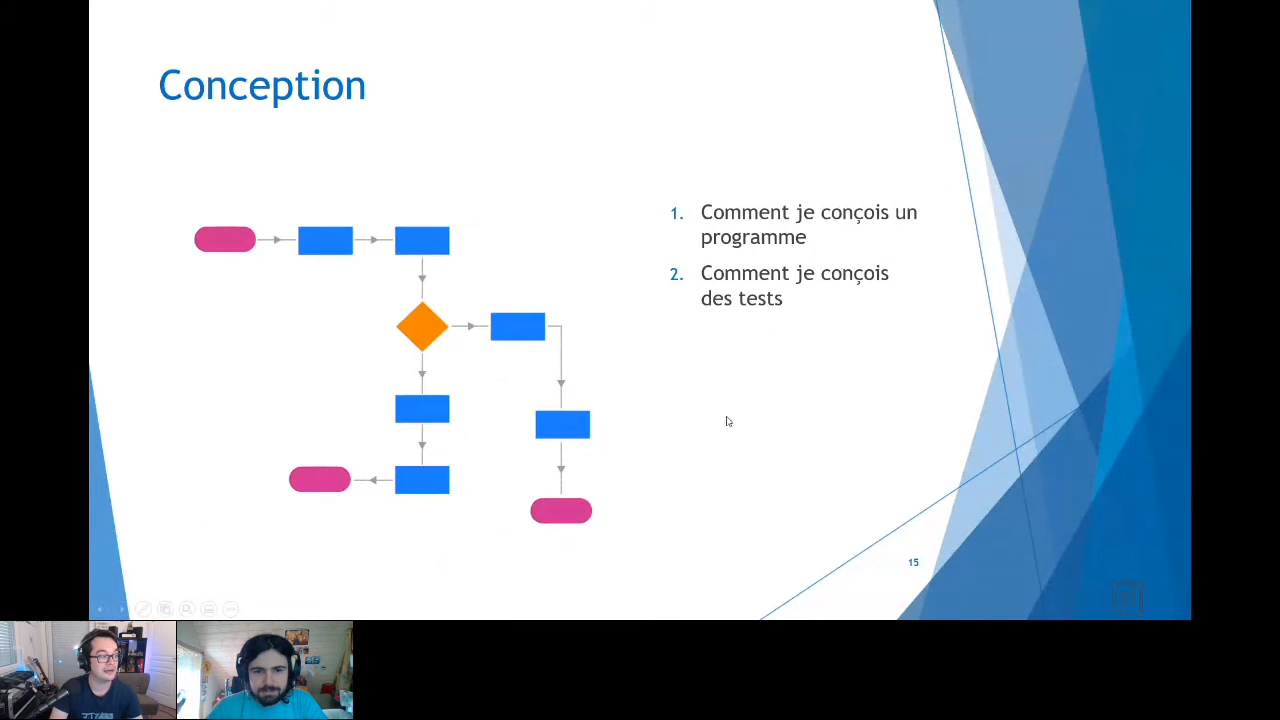 Conception
1. Comment je conçois un
programme
2. Comment je conçois
des tests
15